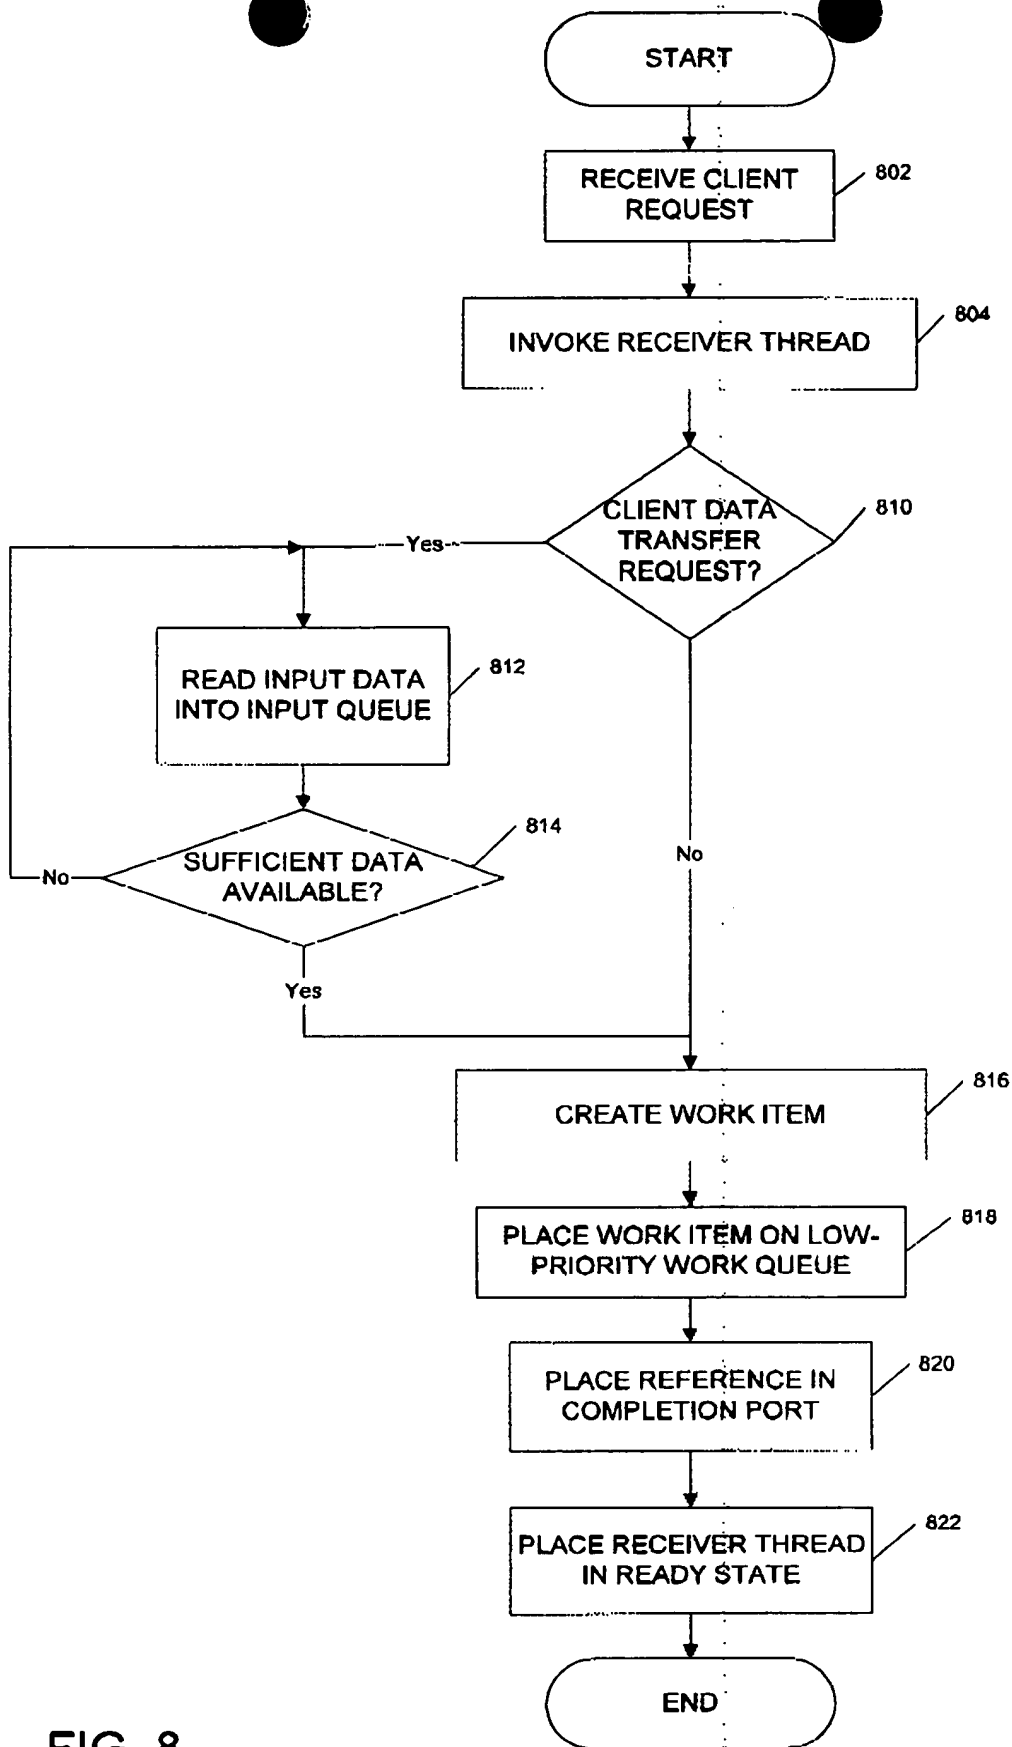 START
RECEIVE CLIENT
REQUEST
802
INVOKE RECEIVER THREAD
804
CLIENT DATA
TRANSFER
REQUEST?
810
Yes
READ INPUT DATA
INTO INPUT QUEUE
812
SUFFICIENT DATA
AVAILABLE?
814
No
No
Yes
CREATE WORK ITEM
816
PLACE WORK ITEM ON LOW-
PRIORITY WORK QUEUE
818
PLACE REFERENCE IN
COMPLETION PORT
820
PLACE RECEIVER THREAD
IN READY STATE
822
END
FIG. 8